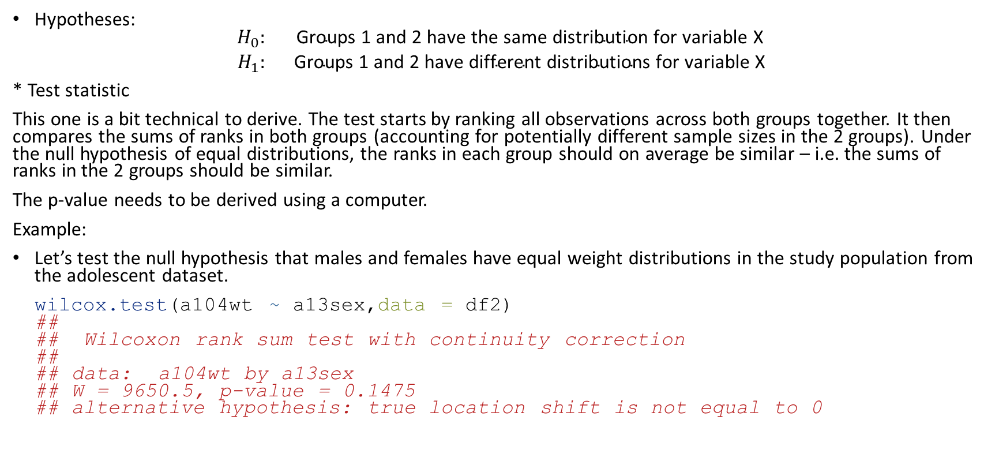 • Hypotheses:
H₀: Groups 1 and 2 have the same distribution for variable X
H₁: Groups 1 and 2 have different distributions for variable X
* Test statistic
This one is a bit technical to derive. The test starts by ranking all observations across both groups together. It then
compares the sums of ranks in both groups (accounting for potentially different sample sizes in the 2 groups). Under
the null hypothesis of equal distributions, the ranks in each group should on average be similar – i.e. the sums of
ranks in the 2 groups should be similar.
The p-value needs to be derived using a computer.
Example:
• Let’s test the null hypothesis that males and females have equal weight distributions in the study population from
the adolescent dataset.
wilcox.test(a104wt ~ a13sex,data = df2)
##
##  Wilcoxon rank sum test with continuity correction
##
## data:  a104wt by a13sex
## W = 9650.5, p-value = 0.1475
## alternative hypothesis: true location shift is not equal to 0